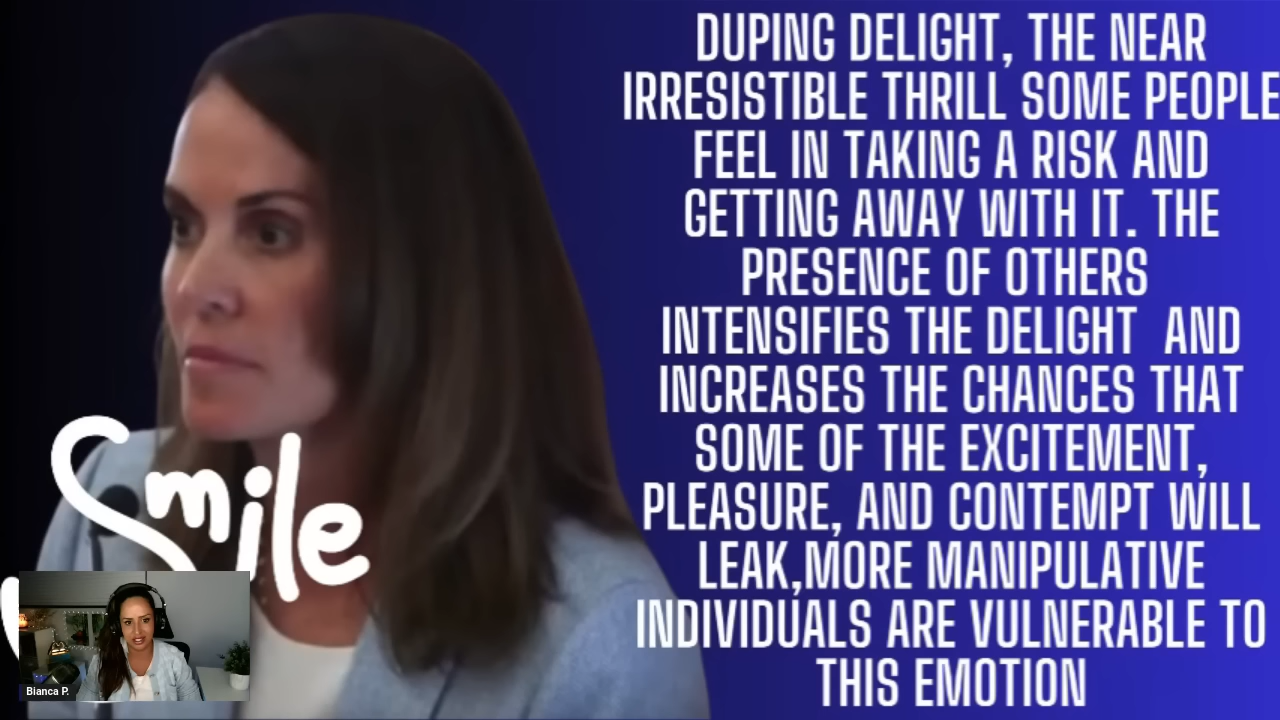 DUPING DELIGHT, THE NEAR
IRRESISTIBLE THRILL SOME PEOPLE
FEEL IN TAKING A RISK AND
GETTING AWAY WITH IT. THE
PRESENCE OF OTHERS
INTENSIFIES THE DELIGHT AND
INCREASES THE CHANCES THAT
SOME OF THE EXCITEMENT,
PLEASURE, AND CONTEMPT WILL
LEAK,MORE MANIPULATIVE
INDIVIDUALS ARE VULNERABLE TO
THIS EMOTION
Smile
Bianca P.